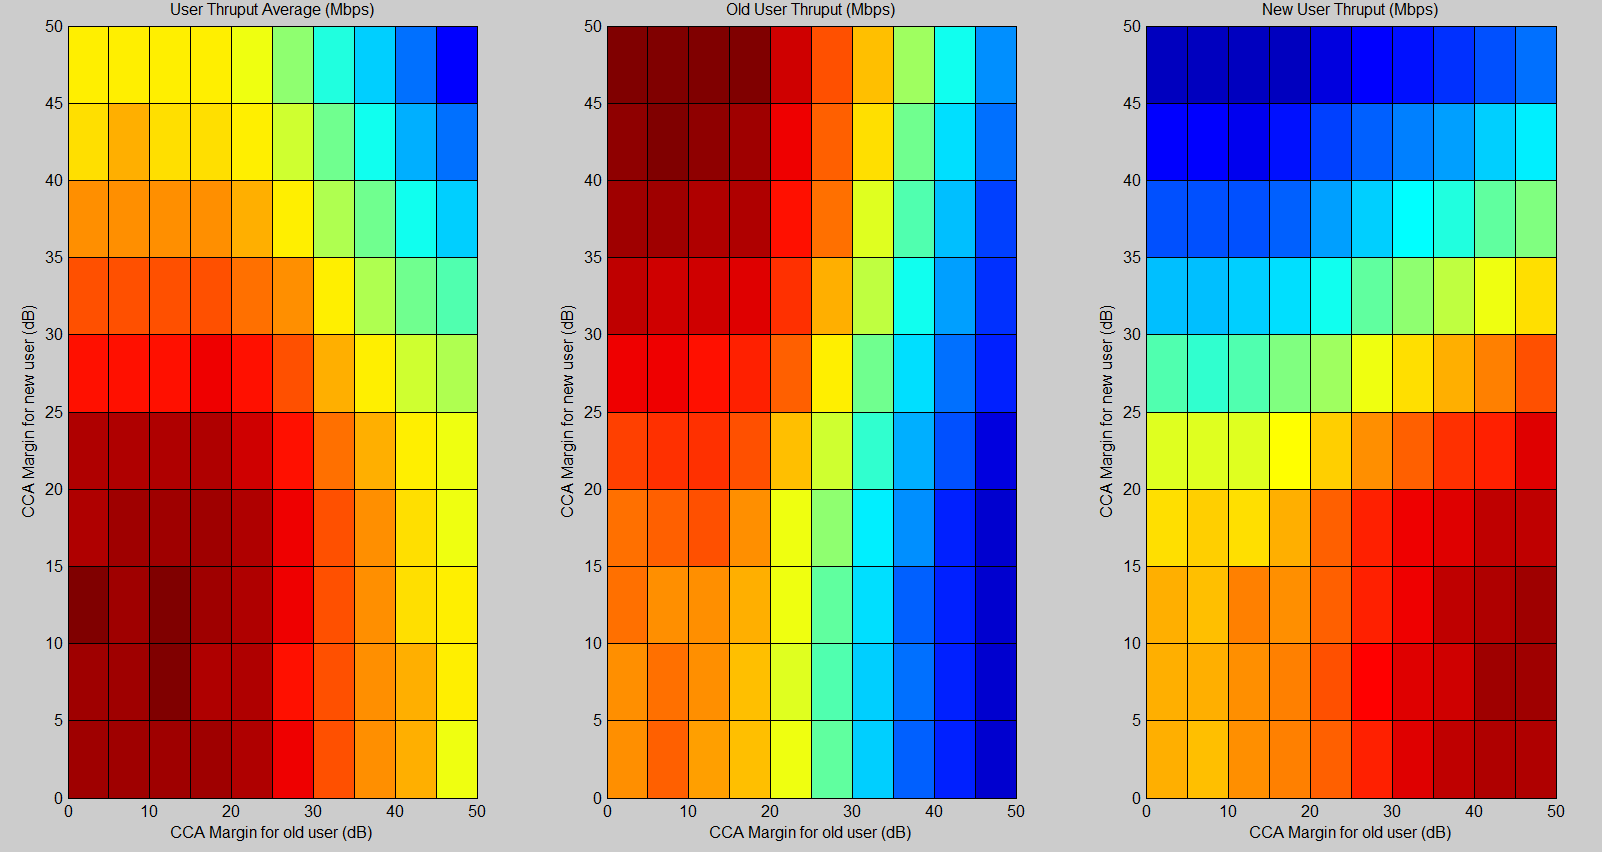 User Thruput Average (Mbps)
50
45
40
35
30
25
20
15
10
5
0
0 10 20 30 40 50
CCA Margin for new user (dB)
CCA Margin for old user (dB)
Old User Thruput (Mbps)
50
45
40
35
30
25
20
15
10
5
0
0 10 20 30 40 50
CCA Margin for new user (dB)
CCA Margin for old user (dB)
New User Thruput (Mbps)
50
45
40
35
30
25
20
15
10
5
0
0 10 20 30 40 50
CCA Margin for new user (dB)
CCA Margin for old user (dB)